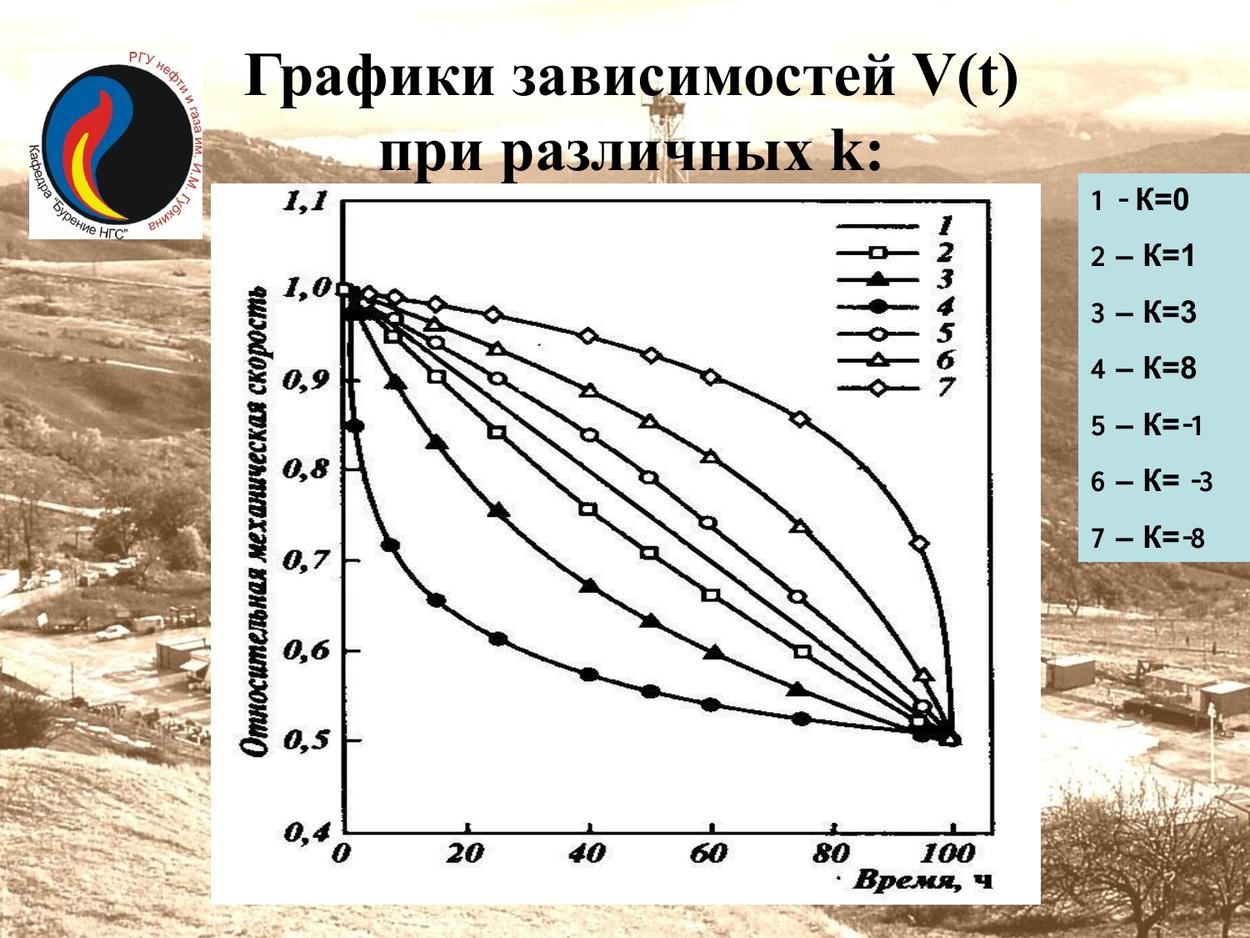 Графики зависимостей V(t)
при различных k:
РГУ нефти и газа им. И.М. Губкина
Кафедра "Бурение НГС"
1 - K=0
2 – K=1
3 – K=3
4 – K=8
5 – K=-1
6 – K= -3
7 – K=-8
Относительная механическая скорость
1,1
1,0
0,9
0,8
0,7
0,6
0,5
0,4
1
2
3
4
5
6
7
0 20 40 60 80 100
Время, ч